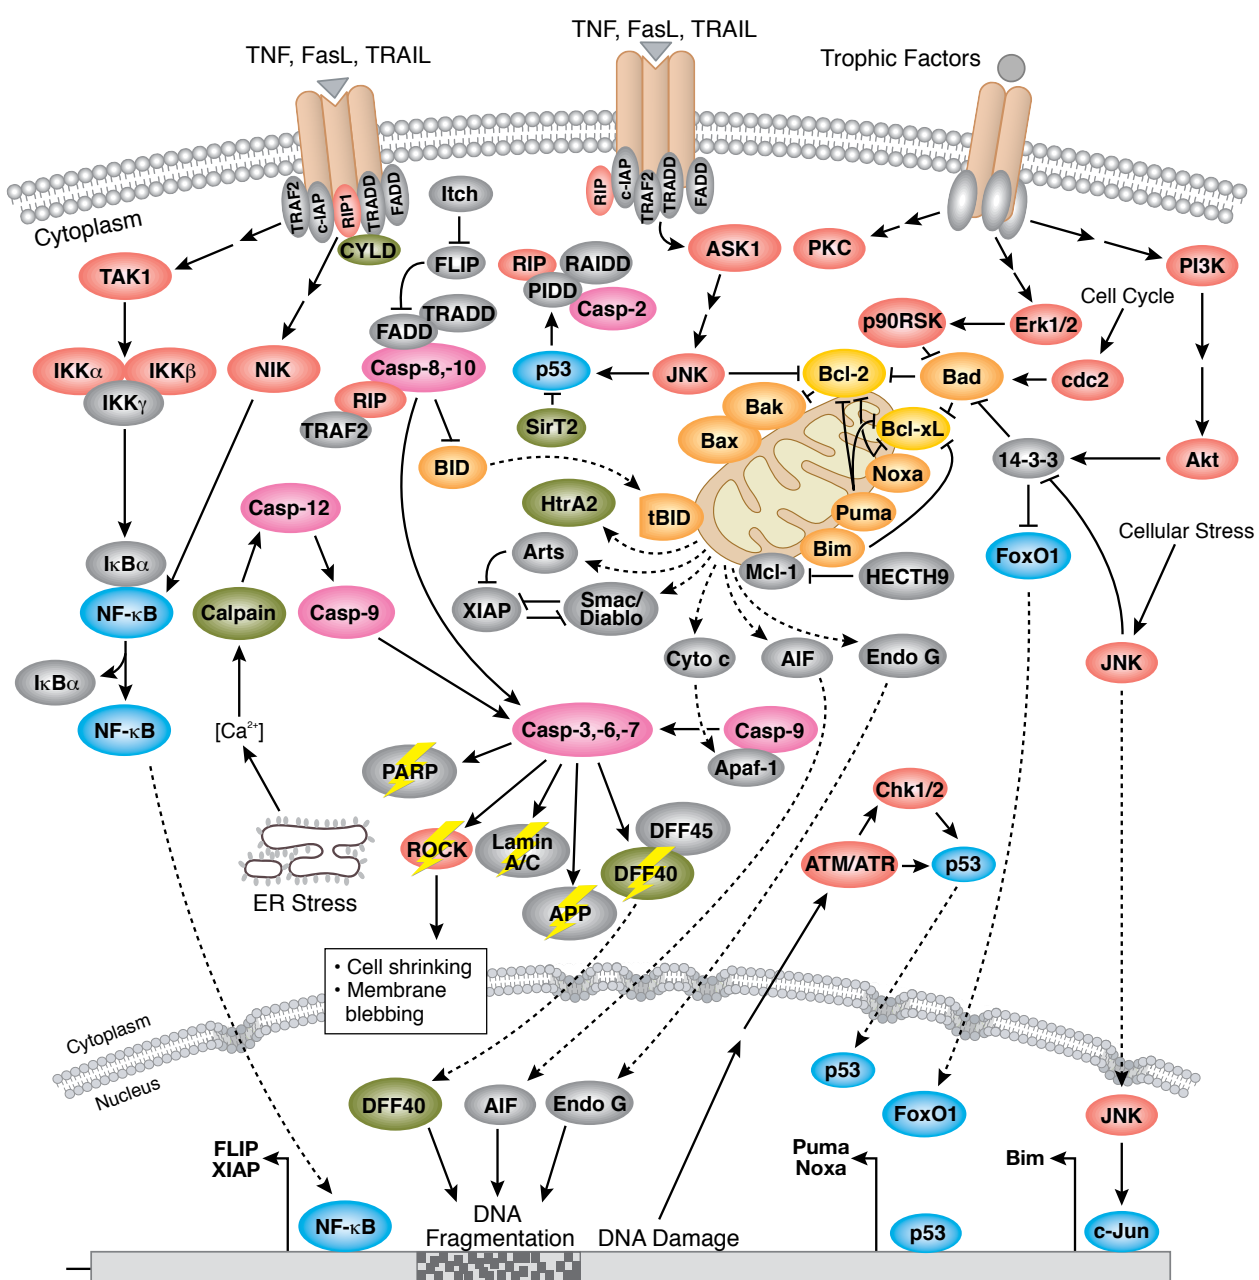 TNF, FasL, TRAIL
TNF, FasL, TRAIL
Trophic Factors
TRAF2
c-IAP
RIP1
TRADD
FADD
CYLD
RIP
c-IAP
TRAF2
TRADD
FADD
Cytoplasm
Itch
FLIP
TAK1
RIP
RAIDD
PIDD
Casp-2
ASK1
PKC
PI3K
Cell Cycle
TRADD
FADD
p90RSK
Erk1/2
IKKα
IKKβ
IKKγ
NIK
Casp-8,-10
RIP
TRAF2
p53
JNK
Bcl-2
Bad
cdc2
SirT2
Bak
Bax
Bcl-xL
BID
Noxa
14-3-3
Akt
Casp-12
HtrA2
tBID
Puma
Cellular Stress
Bim
Arts
Mcl-1
HECTH9
FoxO1
IκBα
NF-κB
Calpain
Casp-9
XIAP
Smac/
Diablo
Cyto c
AIF
Endo G
JNK
IκBα
NF-κB
[Ca2+]
Casp-3,-6,-7
Casp-9
Apaf-1
PARP
Chk1/2
ROCK
Lamin
A/C
DFF45
DFF40
ATM/ATR
p53
APP
ER Stress
• Cell shrinking
• Membrane
blebbing
Cytoplasm
Nucleus
p53
DFF40
AIF
Endo G
FoxO1
JNK
FLIP
XIAP
Puma
Noxa
Bim
NF-κB
DNA
Fragmentation
DNA Damage
p53
c-Jun